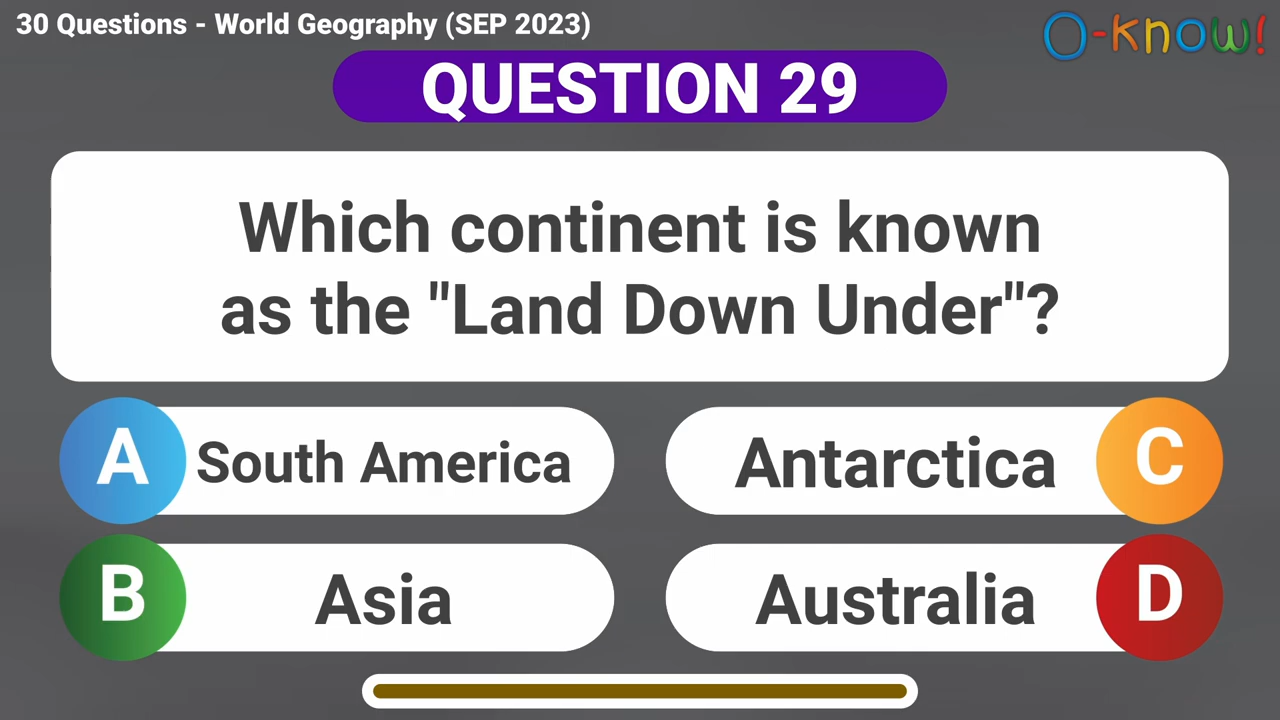 30 Questions - World Geography (SEP 2023)
O-know!
QUESTION 29
Which continent is known
as the "Land Down Under"?
A South America
Antarctica C
B Asia
Australia D